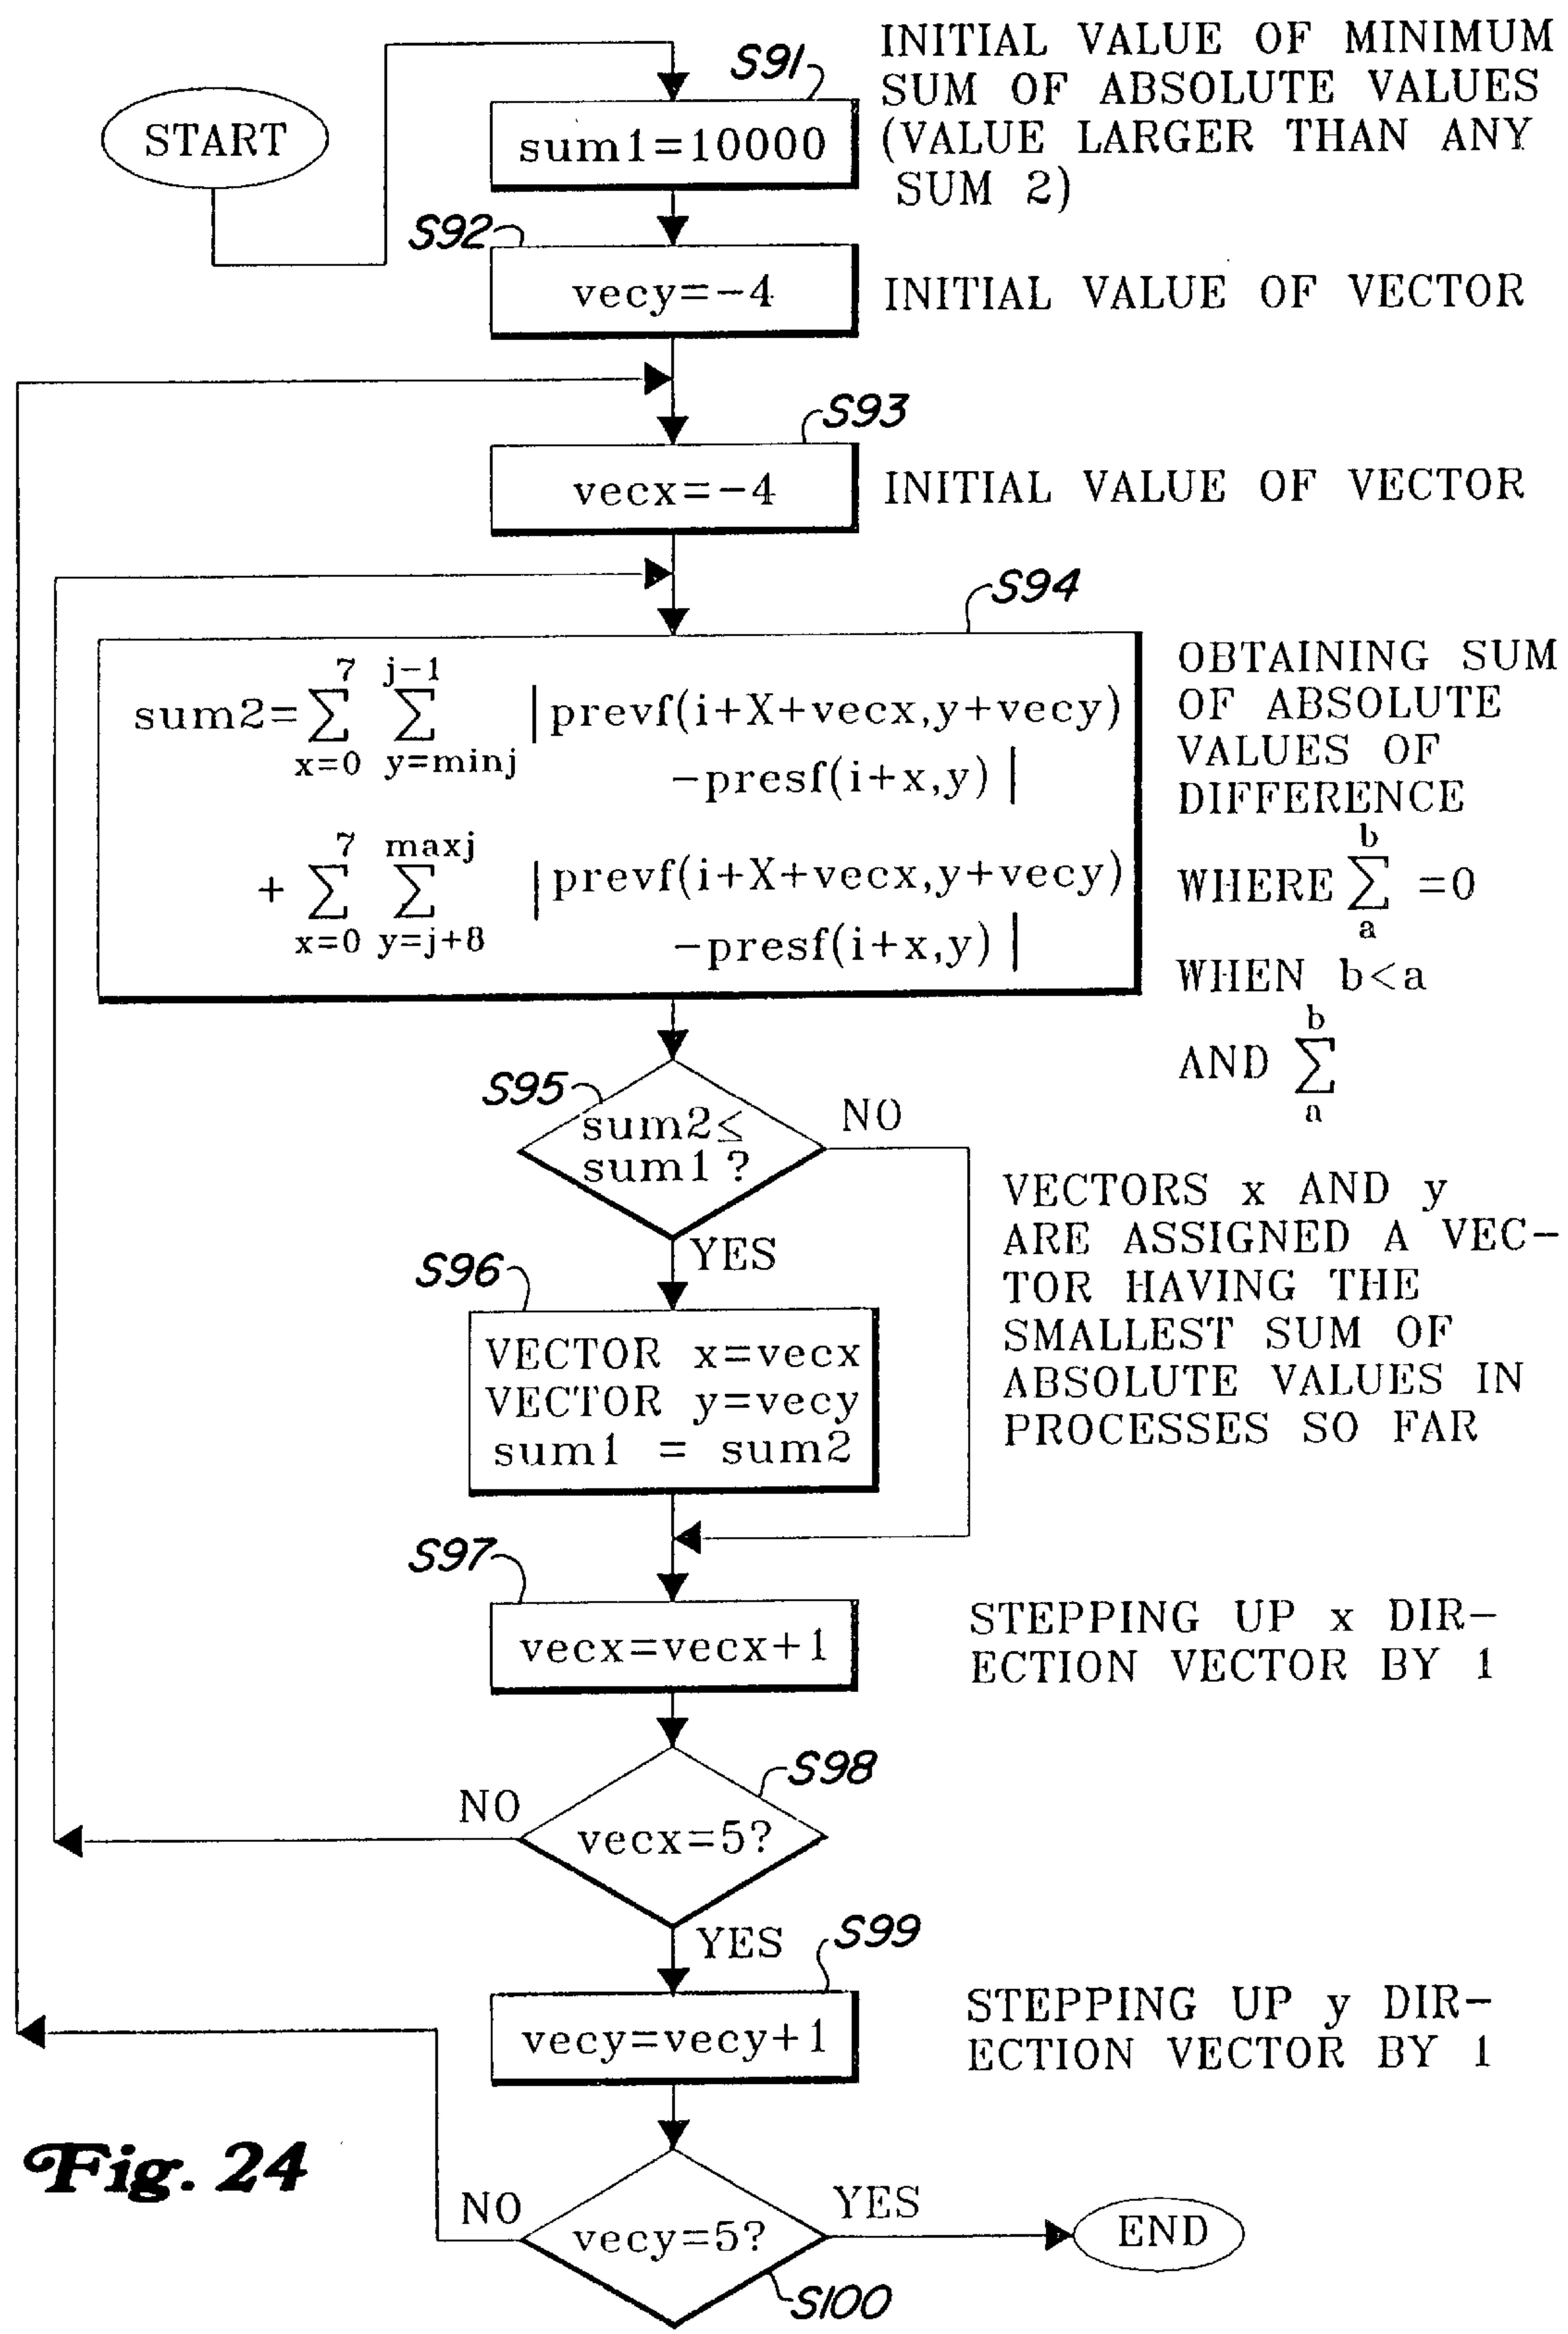 START
S91
sum1=10000
INITIAL VALUE OF MINIMUM
SUM OF ABSOLUTE VALUES
(VALUE LARGER THAN ANY
SUM 2)
S92
vecy=-4
INITIAL VALUE OF VECTOR
S93
vecx=-4
INITIAL VALUE OF VECTOR
S94
7 j-1
sum2=∑ ∑ |prevf(i+X+vecx,y+vecy)
x=0 y=minj
-presf(i+x,y)|
7 maxj
+ ∑ ∑ |prevf(i+X+vecx,y+vecy)
x=0 y=j+8
-presf(i+x,y)|
OBTAINING SUM
OF ABSOLUTE
VALUES OF
DIFFERENCE
b
WHERE ∑ =0
a
WHEN b<a
b
AND ∑
a
S95
sum2≤
sum1?
NO
YES
VECTORS x AND y
ARE ASSIGNED A VEC-
TOR HAVING THE
SMALLEST SUM OF
ABSOLUTE VALUES IN
PROCESSES SO FAR
S96
VECTOR x=vecx
VECTOR y=vecy
sum1 = sum2
S97
vecx=vecx+1
STEPPING UP x DIR-
ECTION VECTOR BY 1
S98
NO
vecx=5?
YES
S99
vecy=vecy+1
STEPPING UP y DIR-
ECTION VECTOR BY 1
Fig. 24
NO
vecy=5?
YES
END
S100